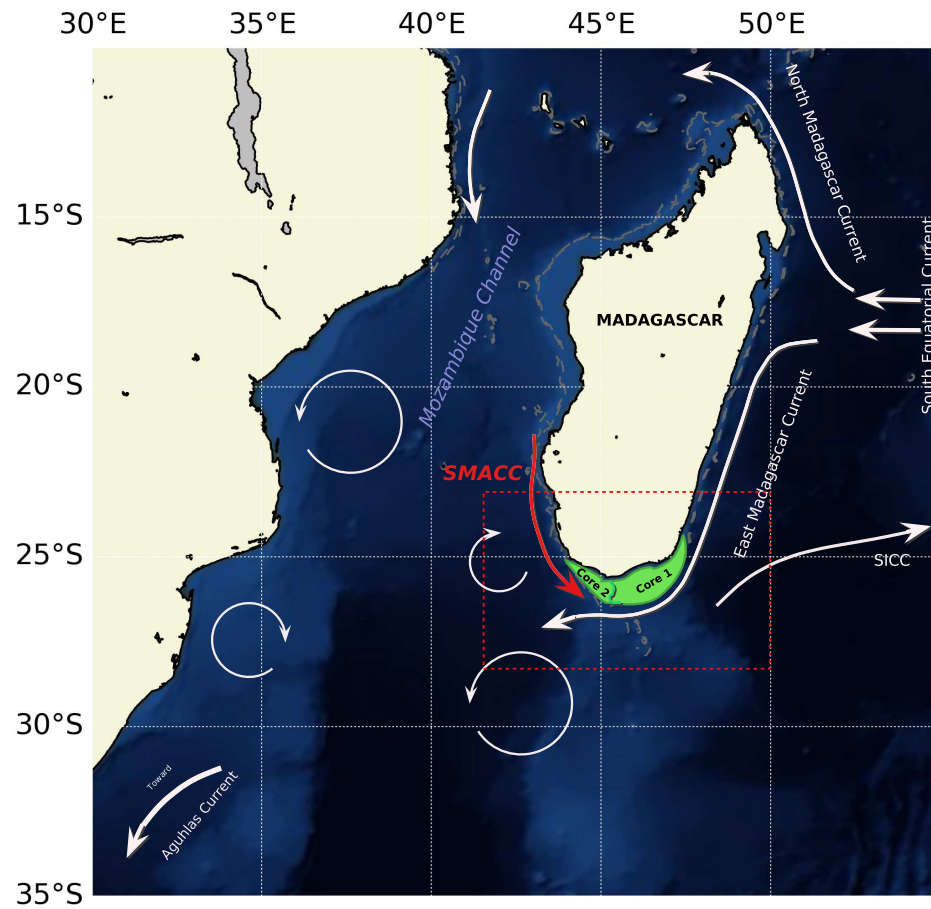 30°E 35°E 40°E 45°E 50°E
North Madagascar Current
15°S
South Equatorial Current
Mozambique Channel
MADAGASCAR
20°S
East Madagascar Current
SMACC
25°S
SICC
Core 2
Core 1
30°S
Toward
Aguhlas Current
35°S